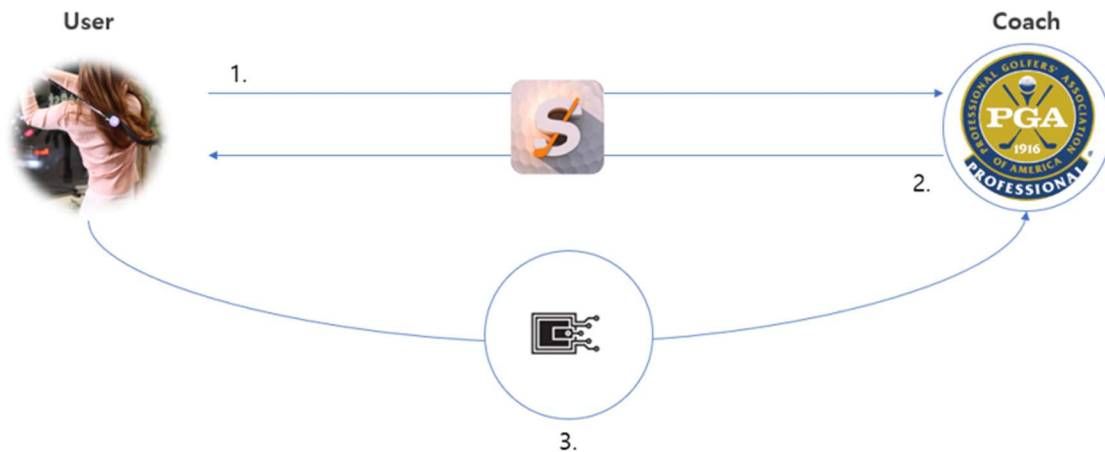 User
Coach
1.
S
PROFESSIONAL GOLFERS' ASSOCIATION
PGA
1916
OF AMERICA
PROFESSIONAL
2.
3.